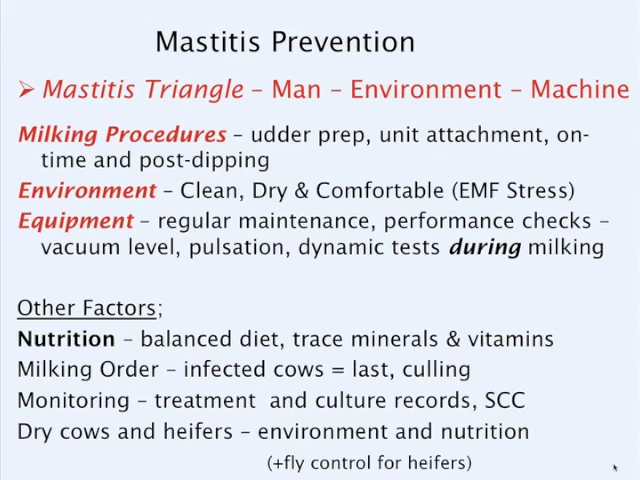 Mastitis Prevention
➢ Mastitis Triangle – Man – Environment – Machine
Milking Procedures – udder prep, unit attachment, on-
time and post-dipping
Environment – Clean, Dry & Comfortable (EMF Stress)
Equipment – regular maintenance, performance checks –
vacuum level, pulsation, dynamic tests during milking
Other Factors;
Nutrition – balanced diet, trace minerals & vitamins
Milking Order – infected cows = last, culling
Monitoring – treatment  and culture records, SCC
Dry cows and heifers – environment and nutrition
(+fly control for heifers)